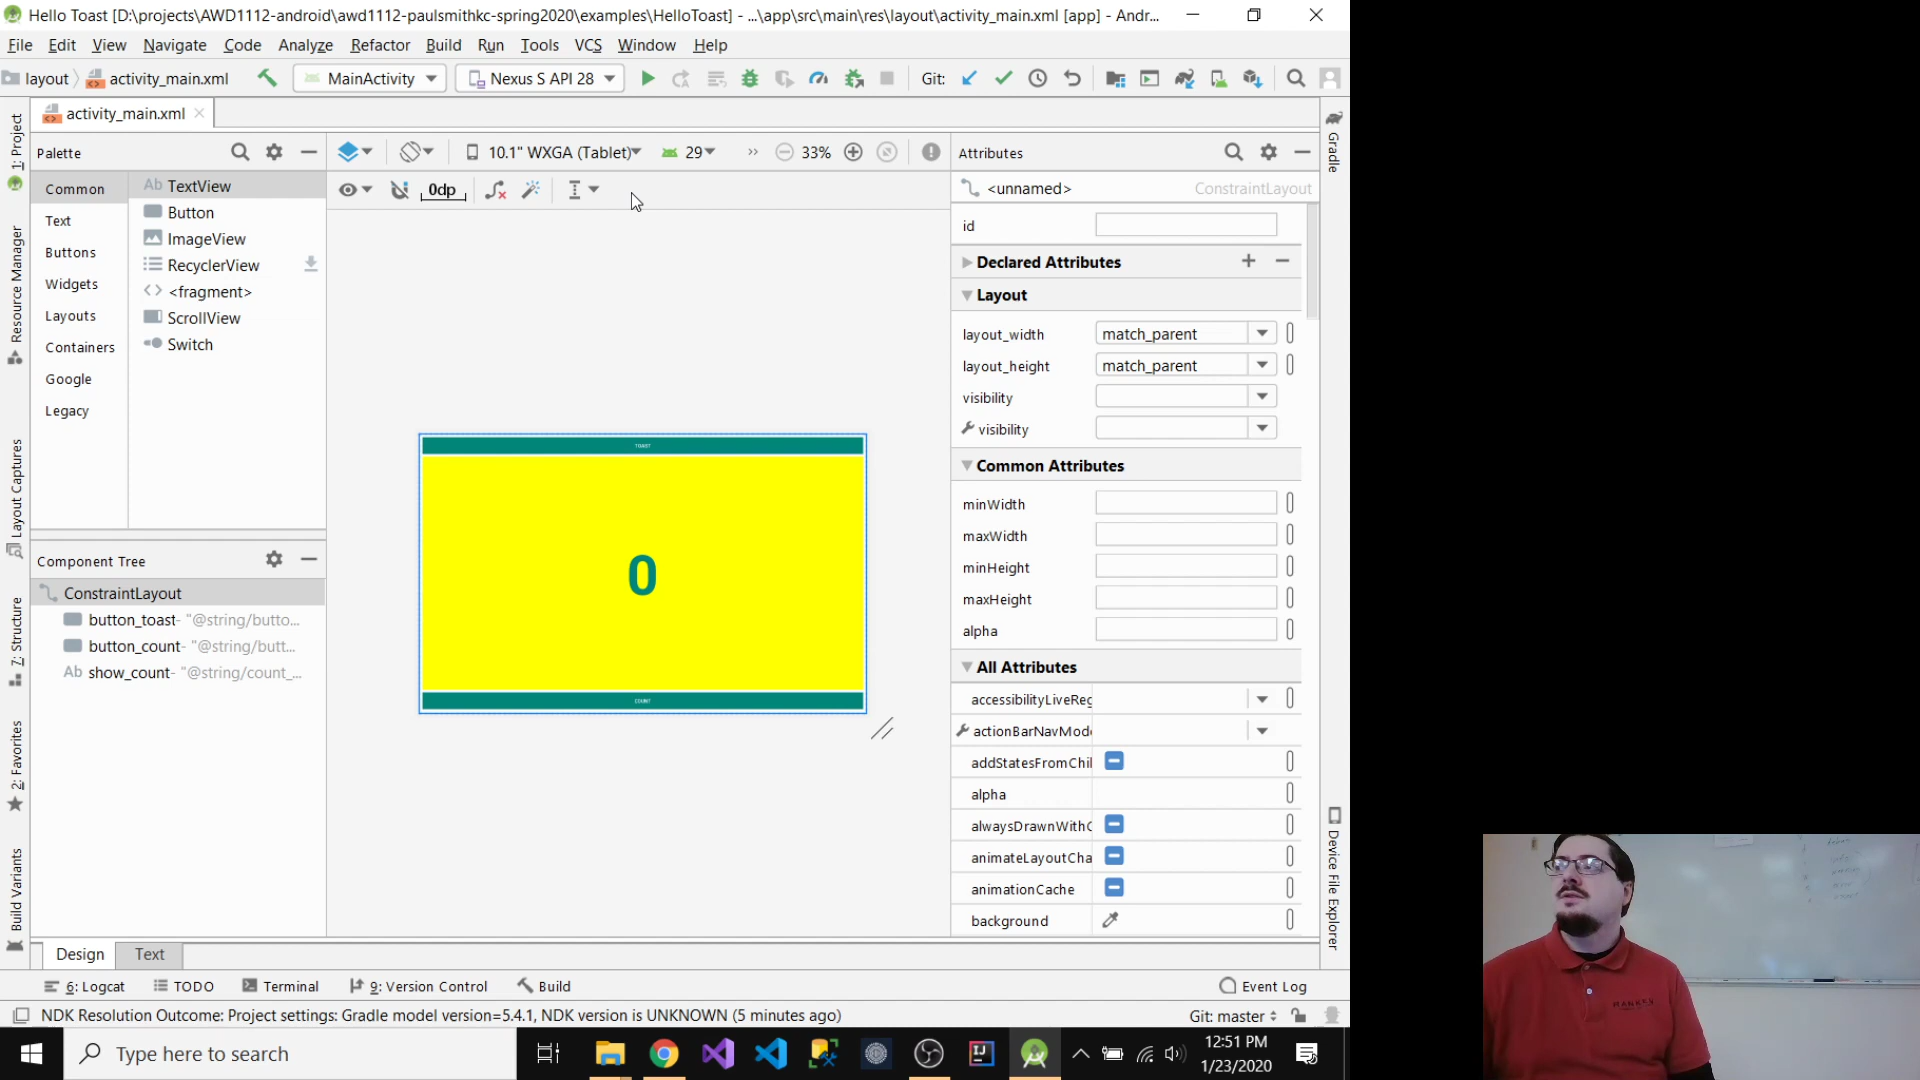 Hello Toast [D:\projects\AWD1112-android\awd1112-paulsmithkc-spring2020\examples\HelloToast] - ...\app\src\main\res\layout\activity_main.xml [app] - Andr...
File Edit View Navigate Code Analyze Refactor Build Run Tools VCS Window Help
layout activity_main.xml MainActivity Nexus S API 28 Git:
activity_main.xml
1: Project
Resource Manager
Layout Captures
7: Structure
2: Favorites
Build Variants
Palette
Common
Text
Buttons
Widgets
Layouts
Containers
Google
Legacy
Ab TextView
Button
ImageView
RecyclerView
<> <fragment>
ScrollView
Switch
Component Tree
ConstraintLayout
button_toast- "@string/butto...
button_count- "@string/butt...
Ab show_count- "@string/count_...
10.1" WXGA (Tablet) 29 >> 33%
0dp
TOAST
0
COUNT
Attributes
<unnamed> ConstraintLayout
id
Declared Attributes
Layout
layout_width match_parent
layout_height match_parent
visibility
visibility
Common Attributes
minWidth
maxWidth
minHeight
maxHeight
alpha
All Attributes
accessibilityLiveReg
actionBarNavMod
addStatesFromChil
alpha
alwaysDrawnWithC
animateLayoutCha
animationCache
background
Gradle
Device File Explorer
Design Text
6: Logcat TODO Terminal 9: Version Control Build Event Log
NDK Resolution Outcome: Project settings: Gradle model version=5.4.1, NDK version is UNKNOWN (5 minutes ago) Git: master
Type here to search
12:51 PM
1/23/2020